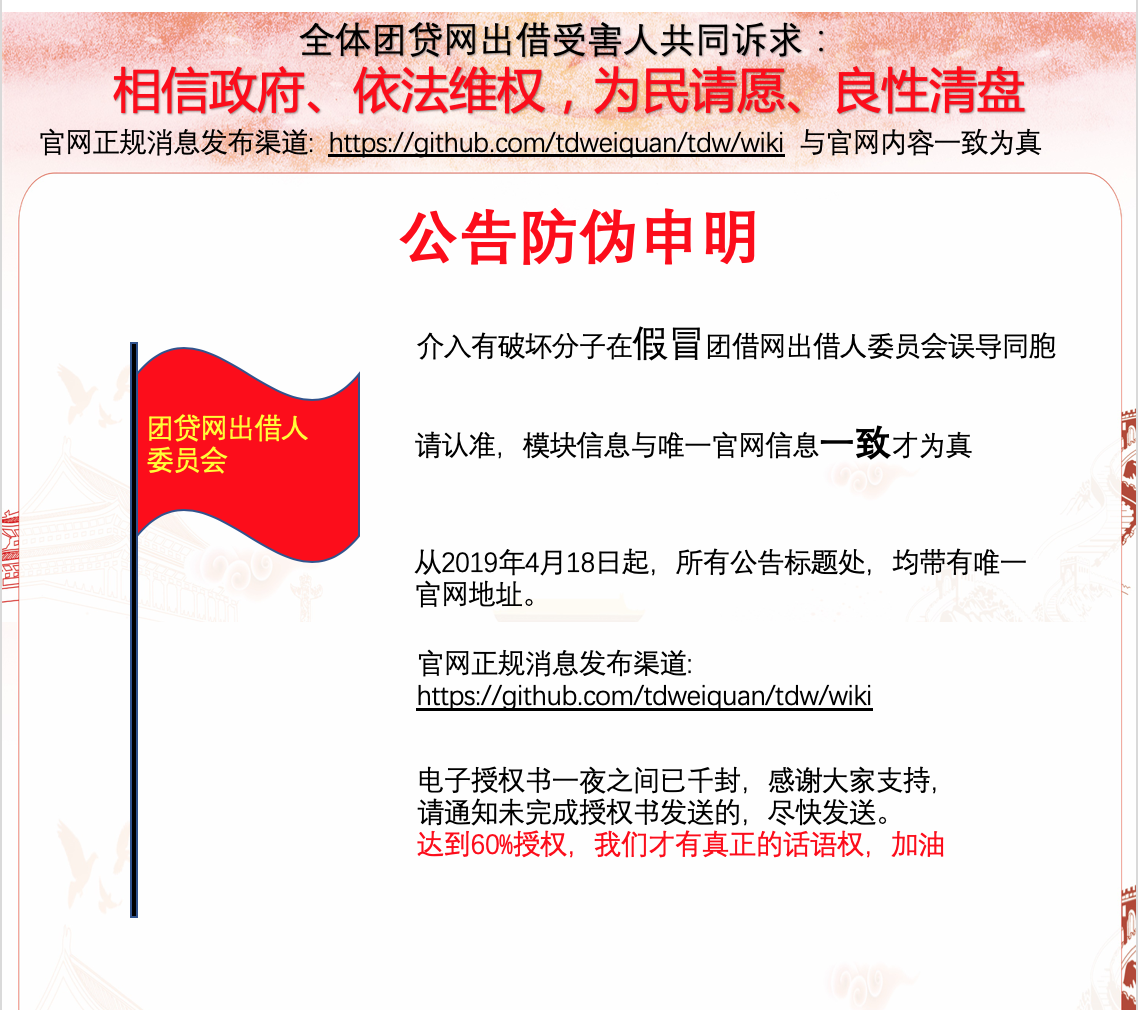 全体团贷网出借受害人共同诉求：
相信政府、依法维权，为民请愿、良性清盘
官网正规消息发布渠道: https://github.com/tdweiquan/tdw/wiki 与官网内容一致为真
公告防伪申明
团贷网出借人
委员会
介入有破坏分子在假冒团借网出借人委员会误导同胞
请认准，模块信息与唯一官网信息一致才为真
从2019年4月18日起，所有公告标题处，均带有唯一
官网地址。
官网正规消息发布渠道:
https://github.com/tdweiquan/tdw/wiki
电子授权书一夜之间已千封，感谢大家支持，
请通知未完成授权书发送的，尽快发送。
达到60%授权，我们才有真正的话语权，加油